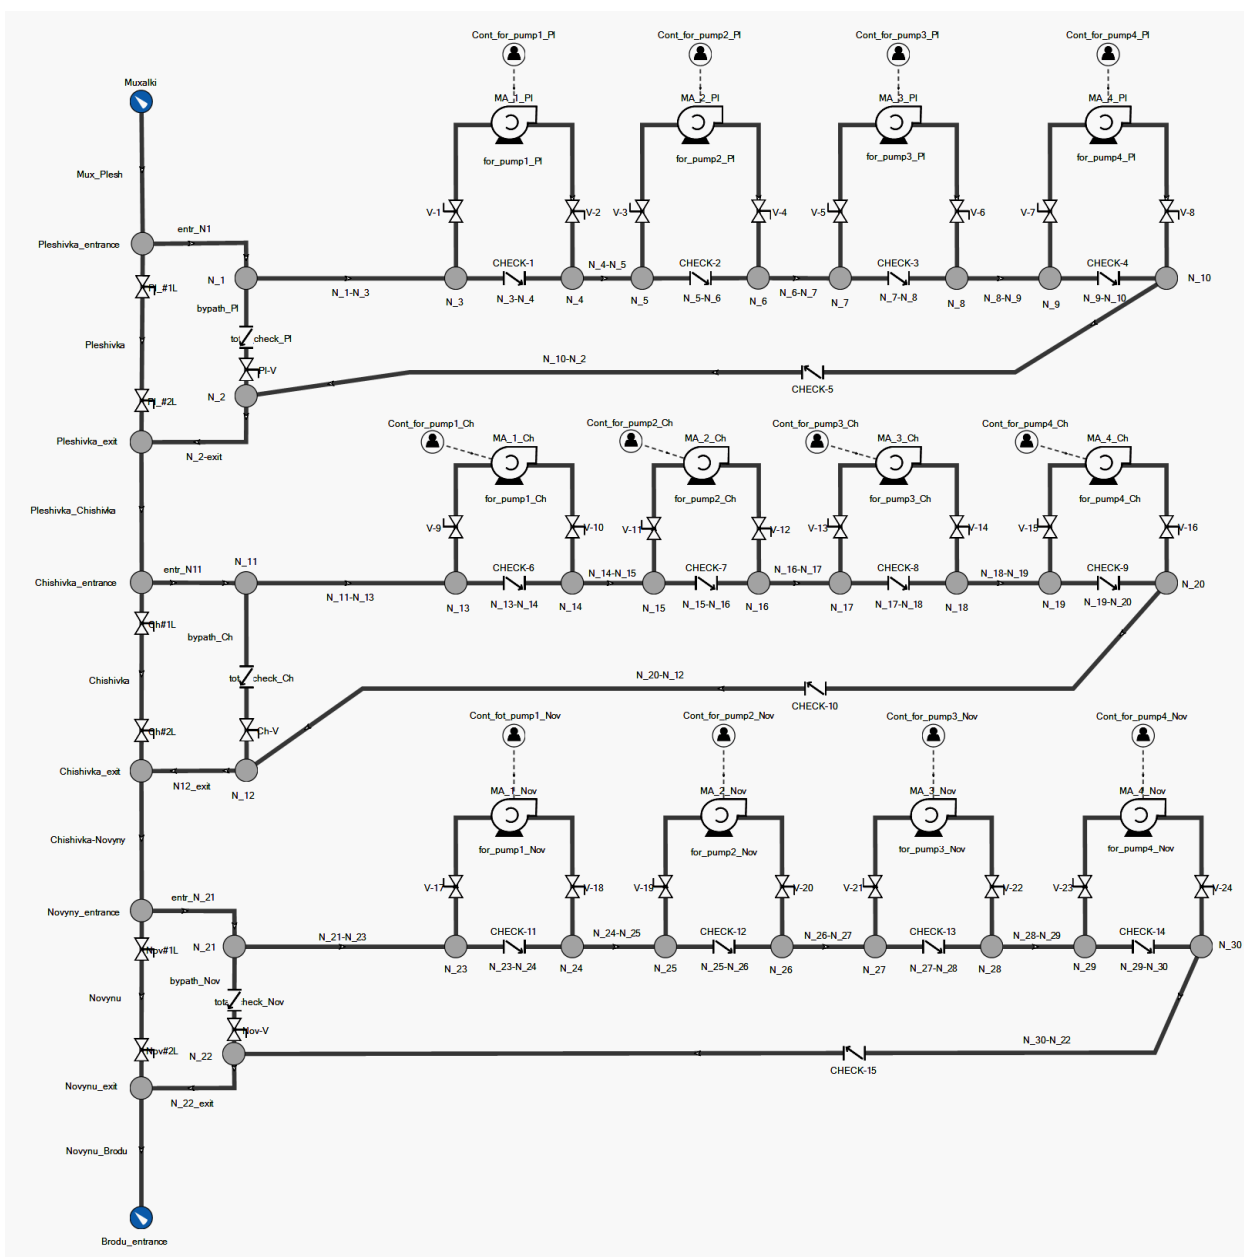 Cont_for_pump1_Pl
Cont_for_pump2_Pl
Cont_for_pump3_Pl
Cont_for_pump4_Pl
Muxalki
MA_1_Pl
MA_2_Pl
MA_3_Pl
MA_4_Pl
for_pump1_Pl
for_pump2_Pl
for_pump3_Pl
for_pump4_Pl
Mux_Plesh
V-1
V-2
V-3
V-4
V-5
V-6
V-7
V-8
entr_N1
Pleshivka_entrance
N_1
CHECK-1
N_4-N_5
CHECK-2
CHECK-3
CHECK-4
N_10
Pl_#1L
N_1-N_3
N_3
N_3-N_4
N_4
N_5
N_5-N_6
N_6
N_6-N_7
N_7
N_7-N_8
N_8
N_8-N_9
N_9
N_9-N_10
bypath_Pl
tot_check_Pl
Pleshivka
N_10-N_2
Pl-V
CHECK-5
Pl_#2L
N_2
Pleshivka_exit
N_2-exit
Cont_for_pump1_Ch
Cont_for_pump2_Ch
Cont_for_pump3_Ch
Cont_for_pump4_Ch
MA_1_Ch
MA_2_Ch
MA_3_Ch
MA_4_Ch
for_pump1_Ch
for_pump2_Ch
for_pump3_Ch
for_pump4_Ch
Pleshivka_Chishivka
V-9
V-10
V-11
V-12
V-13
V-14
V-15
V-16
entr_N11
N_11
CHECK-6
N_14-N_15
CHECK-7
N_16-N_17
CHECK-8
N_18-N_19
CHECK-9
Chishivka_entrance
N_20
N_11-N_13
N_13
N_13-N_14
N_14
N_15
N_15-N_16
N_16
N_17
N_17-N_18
N_18
N_19
N_19-N_20
Ch#1L
bypath_Ch
Chishivka
tot_check_Ch
N_20-N_12
CHECK-10
Ch#2L
Ch-V
Chishivka_exit
N12_exit
N_12
Cont_fot_pump1_Nov
Cont_for_pump2_Nov
Cont_for_pump3_Nov
Cont_for_pump4_Nov
MA_1_Nov
MA_2_Nov
MA_3_Nov
MA_4_Nov
Chishivka-Novyny
for_pump1_Nov
for_pump2_Nov
for_pump3_Nov
for_pump4_Nov
V-17
V-18
V-19
V-20
V-21
V-22
V-23
V-24
entr_N_21
Novyny_entrance
N_21
N_21-N_23
CHECK-11
N_24-N_25
CHECK-12
N_26-N_27
CHECK-13
N_28-N_29
CHECK-14
N_30
Nov#1L
N_23
N_23-N_24
N_24
N_25
N_25-N_26
N_26
N_27
N_27-N_28
N_28
N_29
N_29-N_30
bypath_Nov
Novynu
tot_check_Nov
Nov-V
N_30-N_22
Nov#2L
N_22
CHECK-15
Novynu_exit
N_22_exit
Novynu_Brodu
Brodu_entrance